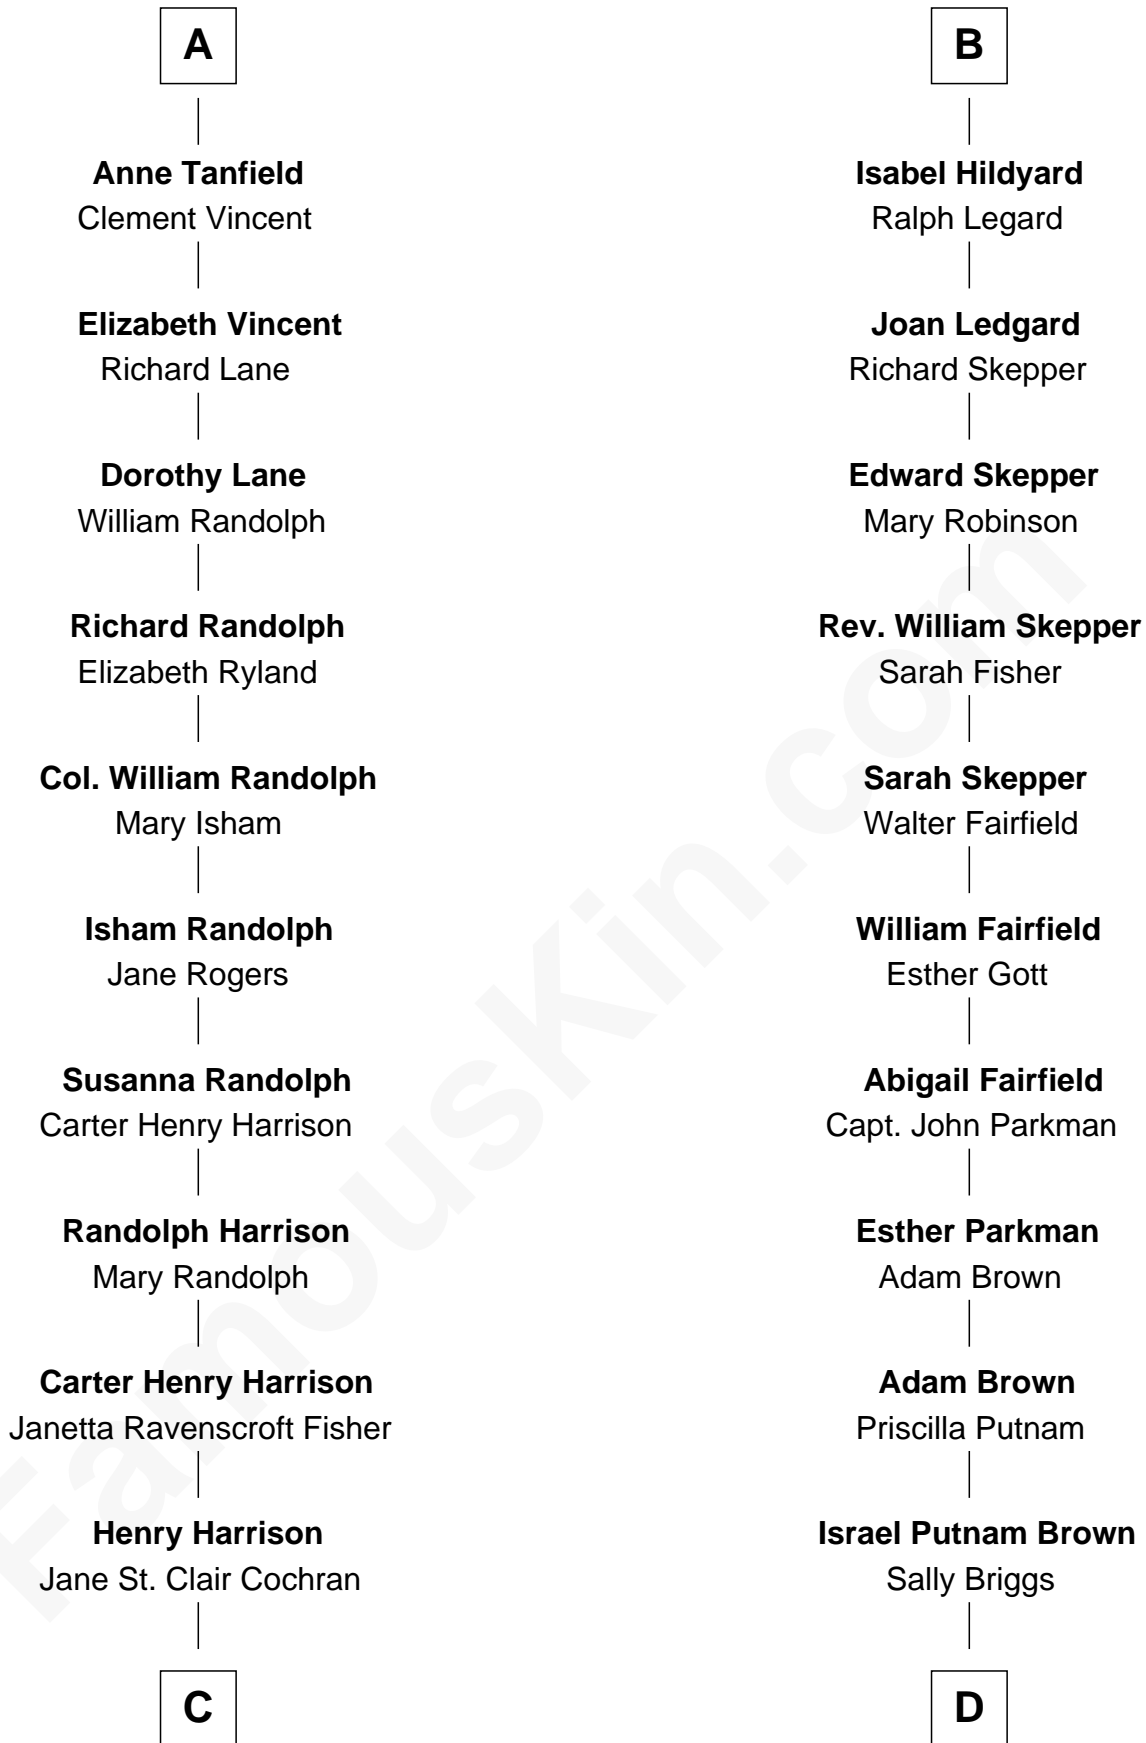 A
Anne Tanfield
Clement Vincent
Elizabeth Vincent
Richard Lane
Dorothy Lane
William Randolph
Richard Randolph
Elizabeth Ryland
Col. William Randolph
Mary Isham
Isham Randolph
Jane Rogers
Susanna Randolph
Carter Henry Harrison
Randolph Harrison
Mary Randolph
Carter Henry Harrison
Janetta Ravenscroft Fisher
Henry Harrison
Jane St. Clair Cochran
C
B
Isabel Hildyard
Ralph Legard
Joan Ledgard
Richard Skepper
Edward Skepper
Mary Robinson
Rev. William Skepper
Sarah Fisher
Sarah Skepper
Walter Fairfield
William Fairfield
Esther Gott
Abigail Fairfield
Capt. John Parkman
Esther Parkman
Adam Brown
Adam Brown
Priscilla Putnam
Israel Putnam Brown
Sally Briggs
D
FamousKin.com